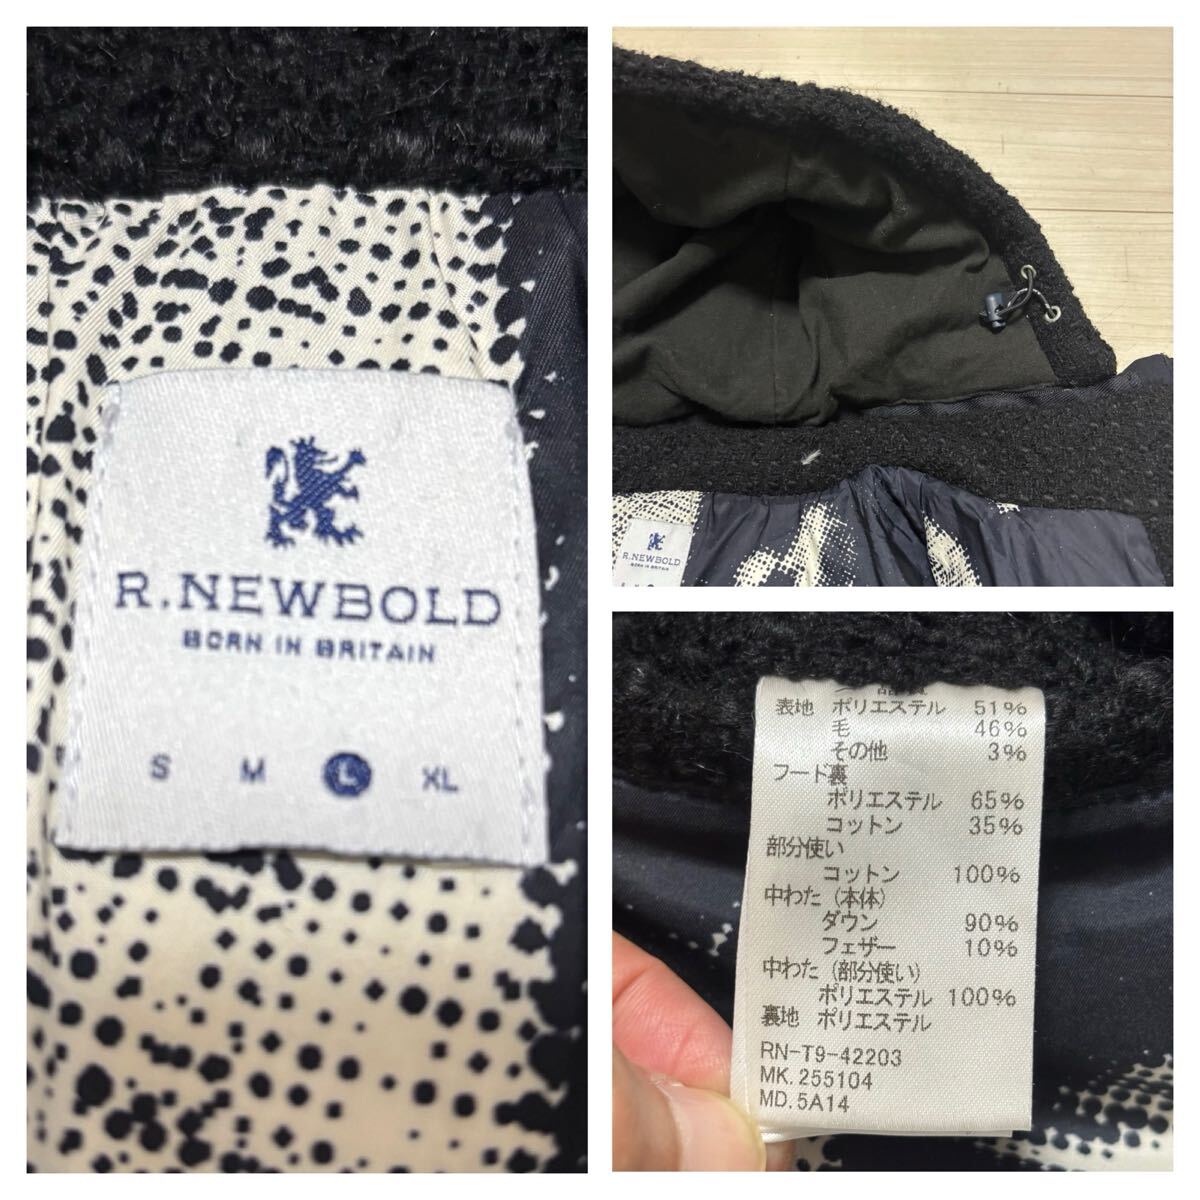 R.NEWBOLD
BORN IN BRITAIN
S M L XL
R.NEWBOLD
BORN IN BRITAIN
表地 ポリエステル 51%
毛 46%
その他 3%
フード裏
ポリエステル 65%
コットン 35%
部分使い
コットン 100%
中わた (本体)
ダウン 90%
フェザー 10%
中わた (部分使い)
ポリエステル 100%
裏地 ポリエステル
RN-T9-42203
MK.255104
MD.5A14